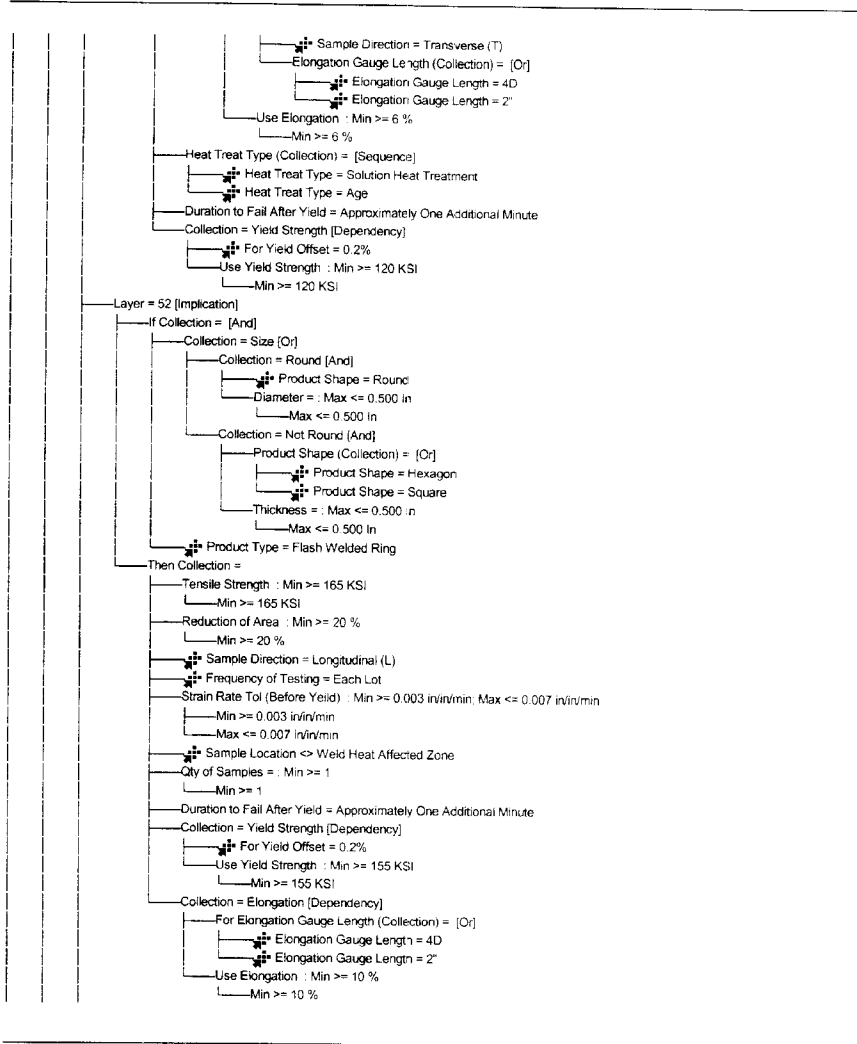 Sample Direction = Transverse (T)
Elongation Gauge Length (Collection) = [Or]
Elongation Gauge Length = 4D
Elongation Gauge Length = 2"
Use Elongation : Min >= 6 %
Min >= 6 %
Heat Treat Type (Collection) = [Sequence]
Heat Treat Type = Solution Heat Treatment
Heat Treat Type = Age
Duration to Fail After Yield = Approximately One Additional Minute
Collection = Yield Strength [Dependency]
For Yield Offset = 0.2%
Use Yield Strength : Min >= 120 KSI
Min >= 120 KSI
Layer = 52 [Implication]
If Collection = [And]
Collection = Size [Or]
Collection = Round [And]
Product Shape = Round
Diameter = : Max <= 0.500 In
Max <= 0.500 In
Collection = Not Round [And]
Product Shape (Collection) = [Or]
Product Shape = Hexagon
Product Shape = Square
Thickness = : Max <= 0.500 In
Max <= 0.500 In
Product Type = Flash Welded Ring
Then Collection =
Tensile Strength : Min >= 165 KSI
Min >= 165 KSI
Reduction of Area : Min >= 20 %
Min >= 20 %
Sample Direction = Longitudinal (L)
Frequency of Testing = Each Lot
Strain Rate Tol (Before Yeild) : Min >= 0.003 in/in/min; Max <= 0.007 in/in/min
Min >= 0.003 in/in/min
Max <= 0.007 in/in/min
Sample Location <> Weld Heat Affected Zone
Qty of Samples = : Min >= 1
Min >= 1
Duration to Fail After Yield = Approximately One Additional Minute
Collection = Yield Strength [Dependency]
For Yield Offset = 0.2%
Use Yield Strength : Min >= 155 KSI
Min >= 155 KSI
Collection = Elongation [Dependency]
For Elongation Gauge Length (Collection) = [Or]
Elongation Gauge Length = 4D
Elongation Gauge Length = 2"
Use Elongation : Min >= 10 %
Min >= 10 %